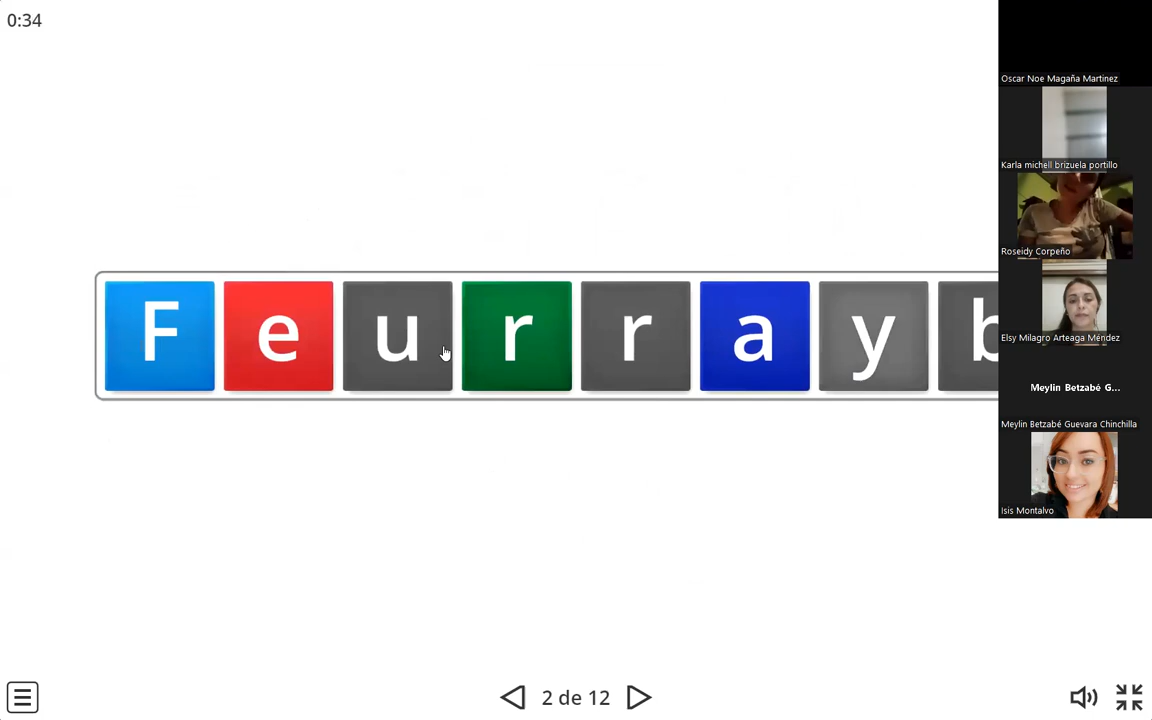 0:34
Oscar Noe Magaña Martinez
Karla michell brizuela portillo
Roseidy Corpeño
F e u r r a y b
Elsy Milagro Arteaga Méndez
Meylin Betzabé G...
Meylin Betzabé Guevara Chinchilla
Isis Montalvo
2 de 12